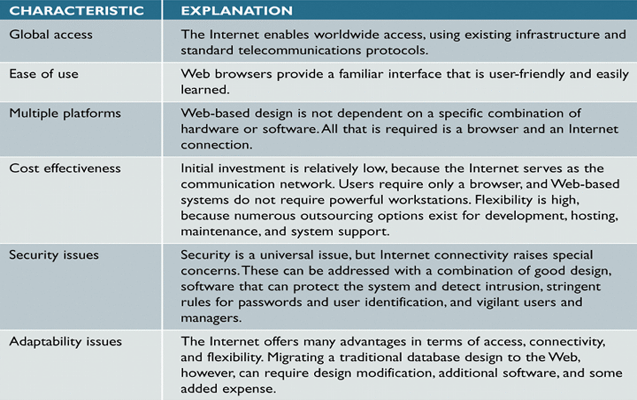 CHARACTERISTIC EXPLANATION
Global access The Internet enables worldwide access, using existing infrastructure and
standard telecommunications protocols.
Ease of use Web browsers provide a familiar interface that is user-friendly and easily
learned.
Multiple platforms Web-based design is not dependent on a specific combination of
hardware or software. All that is required is a browser and an Internet
connection.
Cost effectiveness Initial investment is relatively low, because the Internet serves as the
communication network. Users require only a browser, and Web-based
systems do not require powerful workstations. Flexibility is high,
because numerous outsourcing options exist for development, hosting,
maintenance, and system support.
Security issues Security is a universal issue, but Internet connectivity raises special
concerns. These can be addressed with a combination of good design,
software that can protect the system and detect intrusion, stringent
rules for passwords and user identification, and vigilant users and
managers.
Adaptability issues The Internet offers many advantages in terms of access, connectivity,
and flexibility. Migrating a traditional database design to the Web,
however, can require design modification, additional software, and some
added expense.